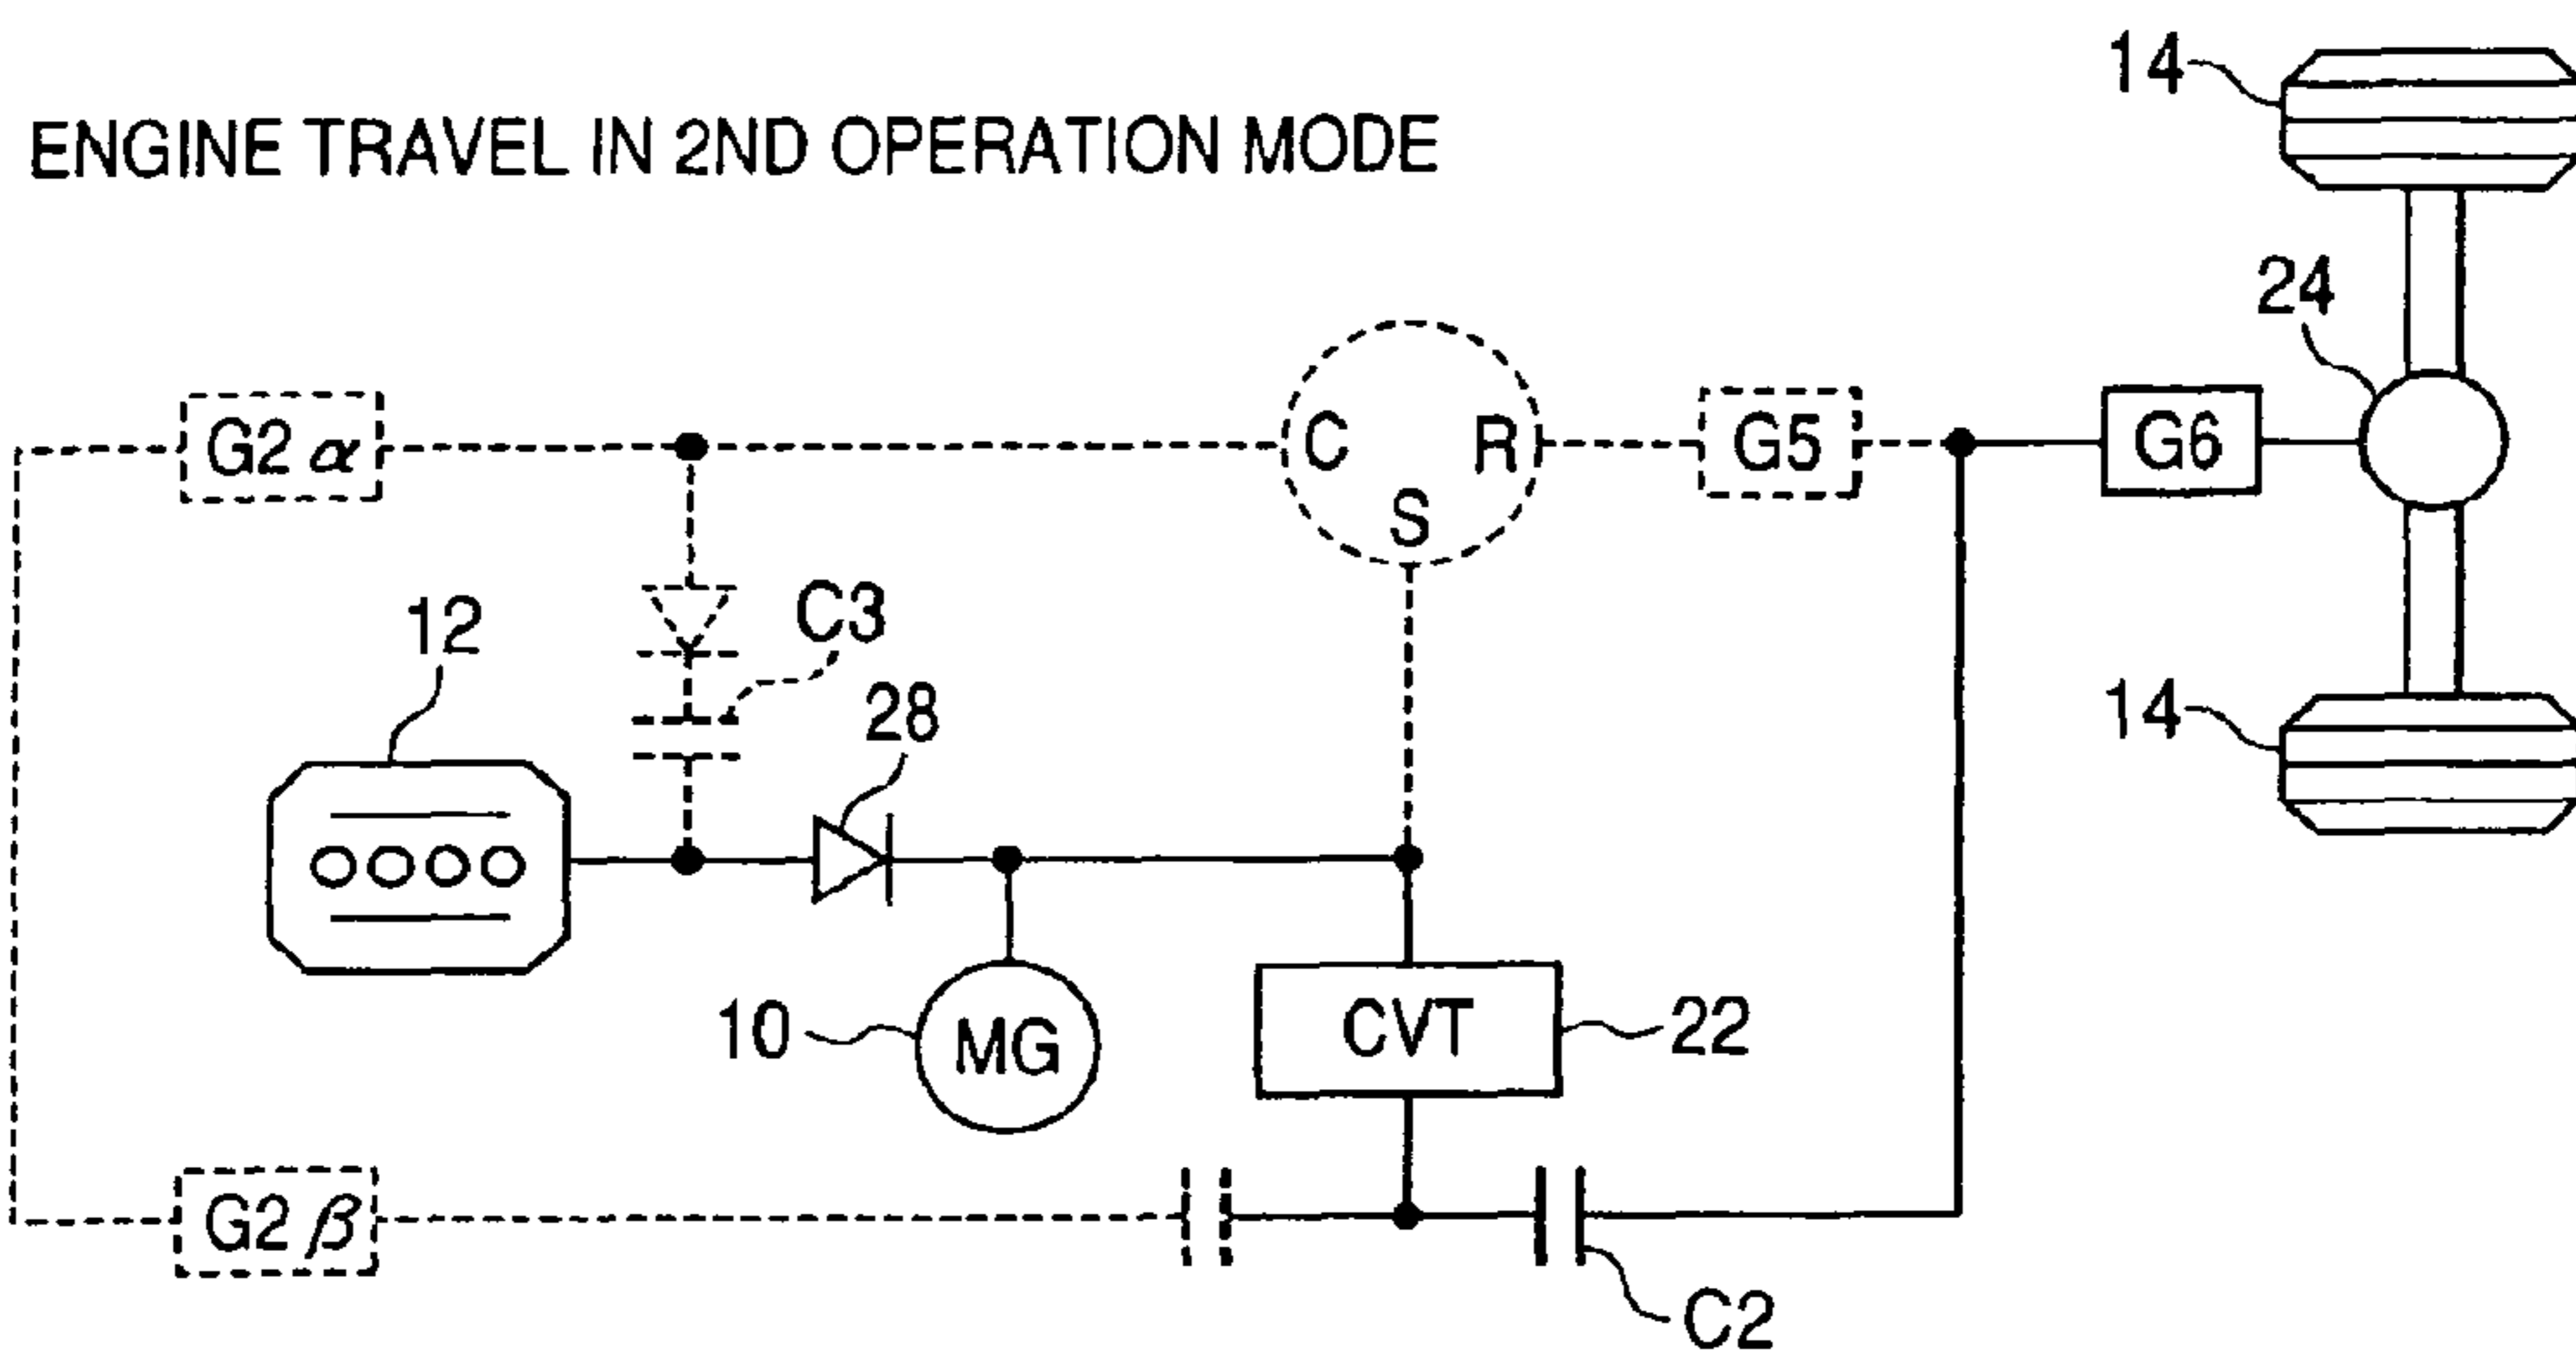 ENGINE TRAVEL IN 2ND OPERATION MODE
14
24
G2 α
C
R
S
G5
G6
12
C3
28
14
10
MG
CVT
22
G2 β
C2